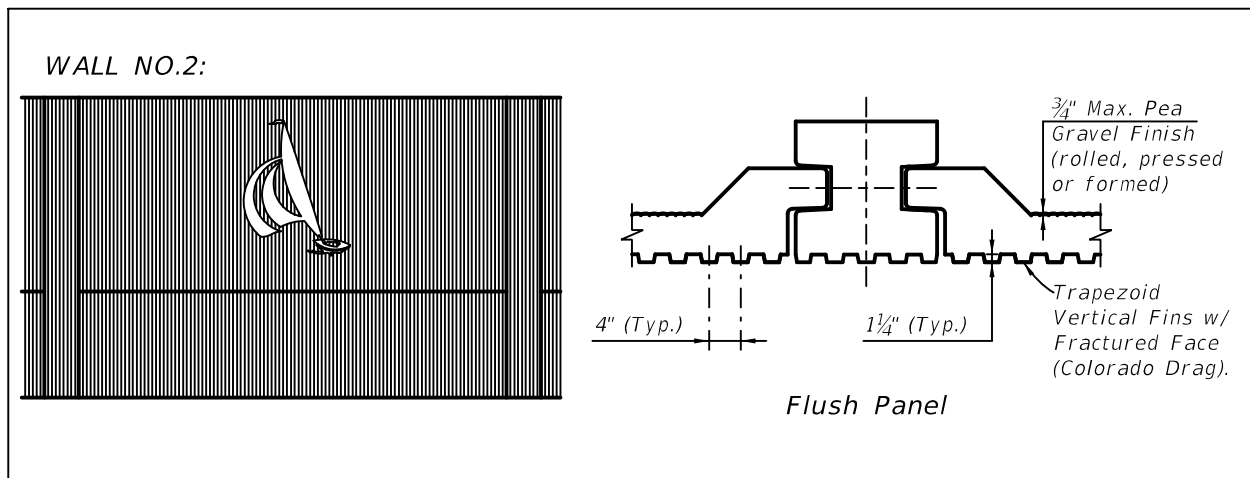 WALL NO.2:
¾" Max. Pea
Gravel Finish
(rolled, pressed
or formed)
4" (Typ.)
1¼" (Typ.)
Trapezoid
Vertical Fins w/
Fractured Face
(Colorado Drag).
Flush Panel